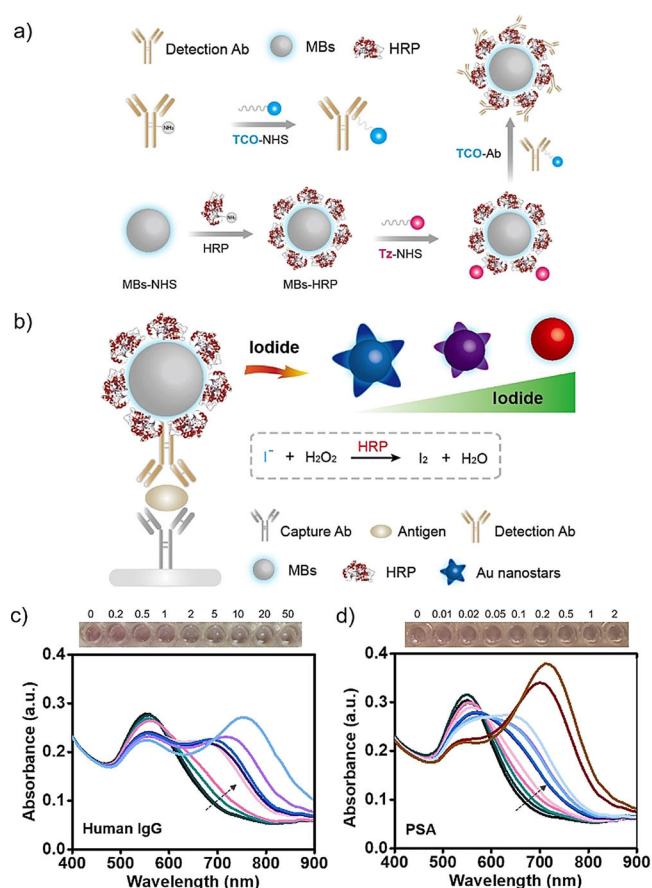 a)
Detection Ab
MBs
HRP
NH₂
TCO-NHS
TCO-Ab
NH₂
HRP
Tz-NHS
MBs-NHS
MBs-HRP
b)
Iodide
Iodide
HRP
I⁻ + H₂O₂ → I₂ + H₂O
Capture Ab
Antigen
Detection Ab
MBs
HRP
Au nanostars
c)
0 0.2 0.5 1 2 5 10 20 50
0.4
0.3
0.2
0.1
0.0
Absorbance (a.u.)
Human IgG
400 500 600 700 800 900
Wavelength (nm)
d)
0 0.01 0.02 0.05 0.1 0.2 0.5 1 2
0.4
0.3
0.2
0.1
0.0
Absorbance (a.u.)
PSA
400 500 600 700 800 900
Wavelength (nm)